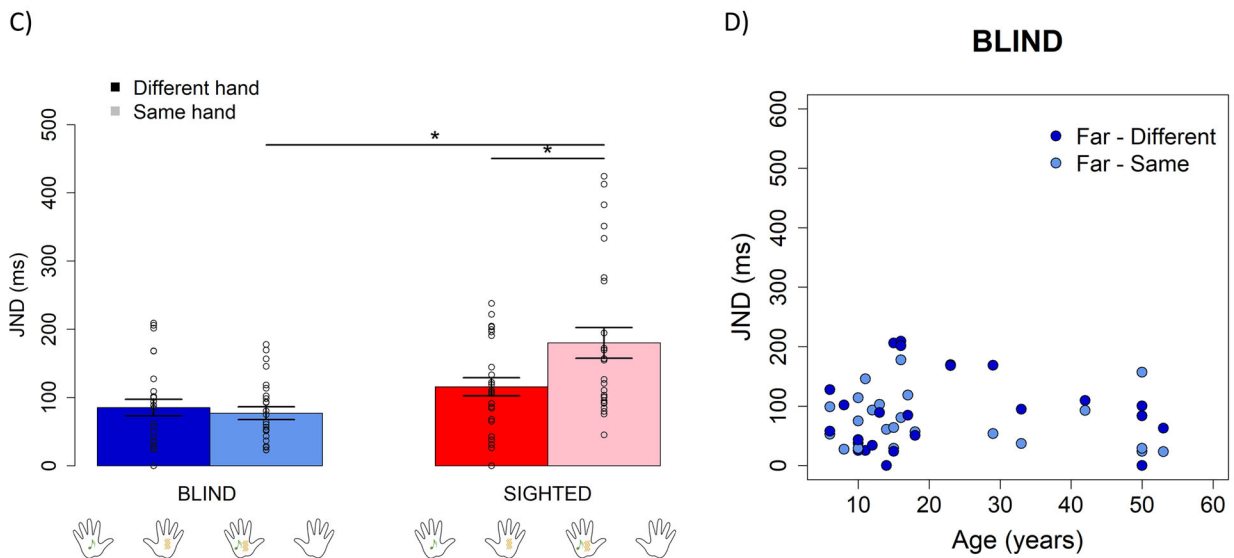 C)
Different hand
Same hand
JND (ms)
500
400
300
200
100
0
*
*
BLIND
SIGHTED
D)
BLIND
Far - Different
Far - Same
JND (ms)
600
500
400
300
200
100
0
10 20 30 40 50 60
Age (years)